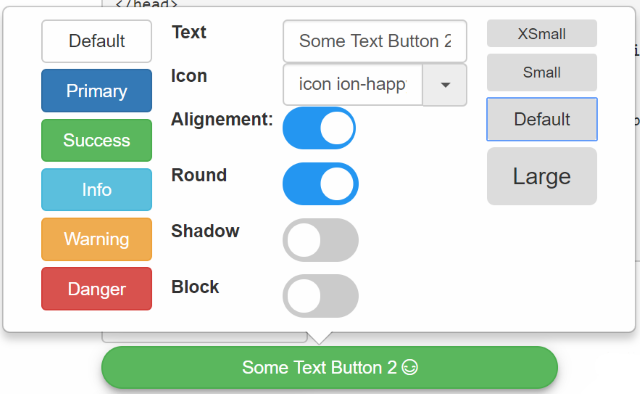 </head>
Default
Primary
Success
Info
Warning
Danger
Text
Some Text Button 2
Icon
icon ion-happ
Alignement:
Round
Shadow
Block
XSmall
Small
Default
Large
Some Text Button 2